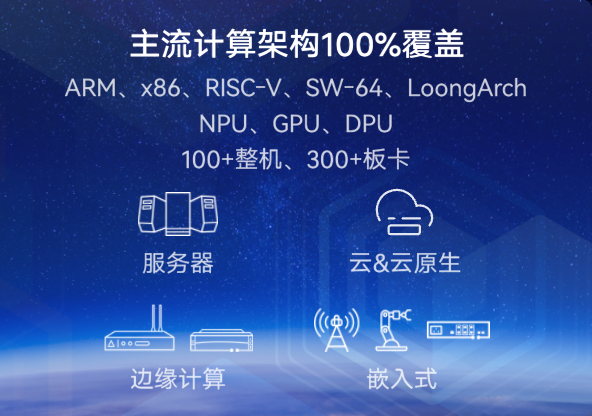 主流计算架构100%覆盖
ARM、x86、RISC-V、SW-64、LoongArch
NPU、GPU、DPU
100+整机、300+板卡
服务器
云&云原生
边缘计算
嵌入式